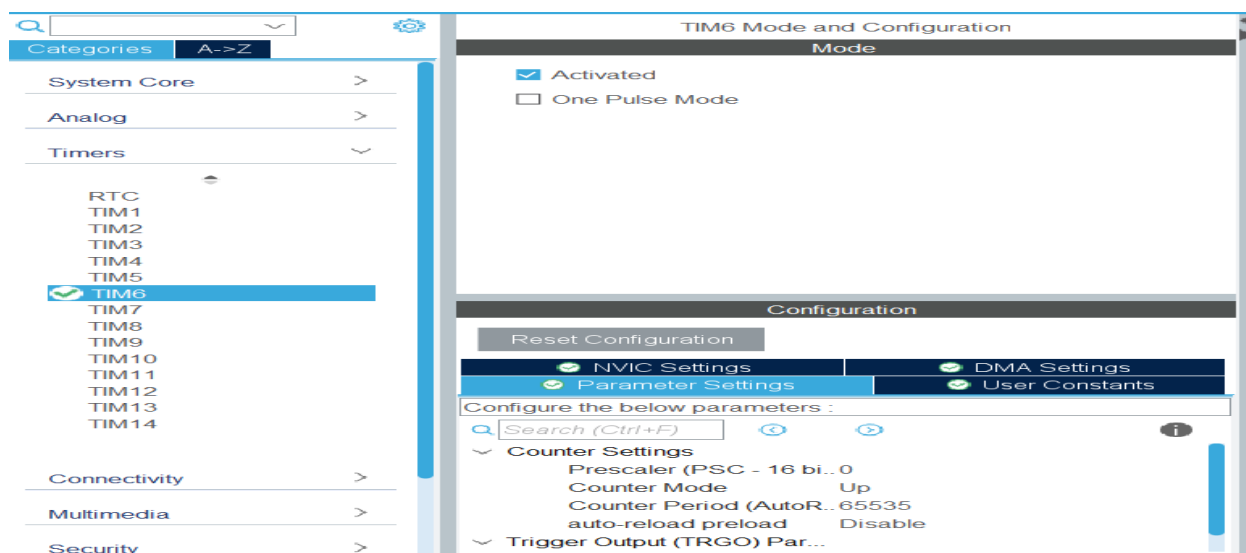 Categories
A->Z
System Core
Analog
Timers
RTC
TIM1
TIM2
TIM3
TIM4
TIM5
TIM6
TIM7
TIM8
TIM9
TIM10
TIM11
TIM12
TIM13
TIM14
Connectivity
Multimedia
Security
TIM6 Mode and Configuration
Mode
Activated
One Pulse Mode
Configuration
Reset Configuration
NVIC Settings
DMA Settings
Parameter Settings
User Constants
Configure the below parameters :
Search (Ctrl+F)
Counter Settings
Prescaler (PSC - 16 bi.. 0
Counter Mode Up
Counter Period (AutoR.. 65535
auto-reload preload Disable
Trigger Output (TRGO) Par...